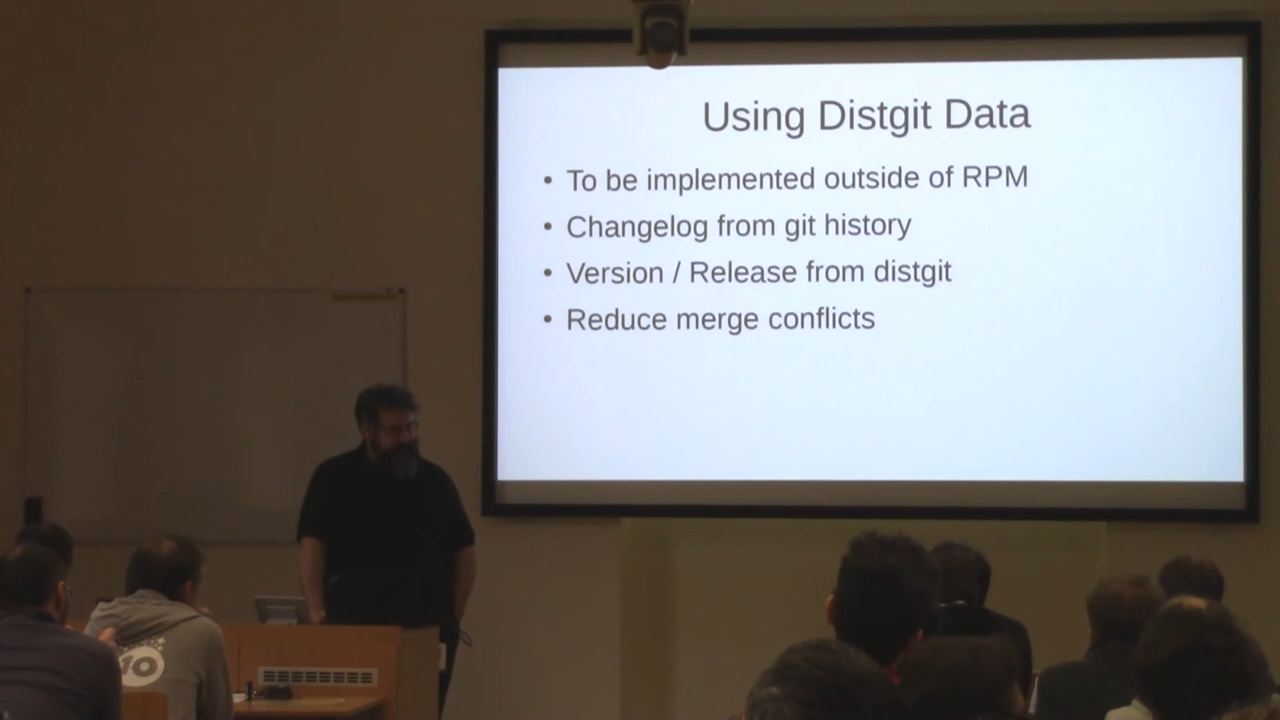 Using Distgit Data
• To be implemented outside of RPM
• Changelog from git history
• Version / Release from distgit
• Reduce merge conflicts
10